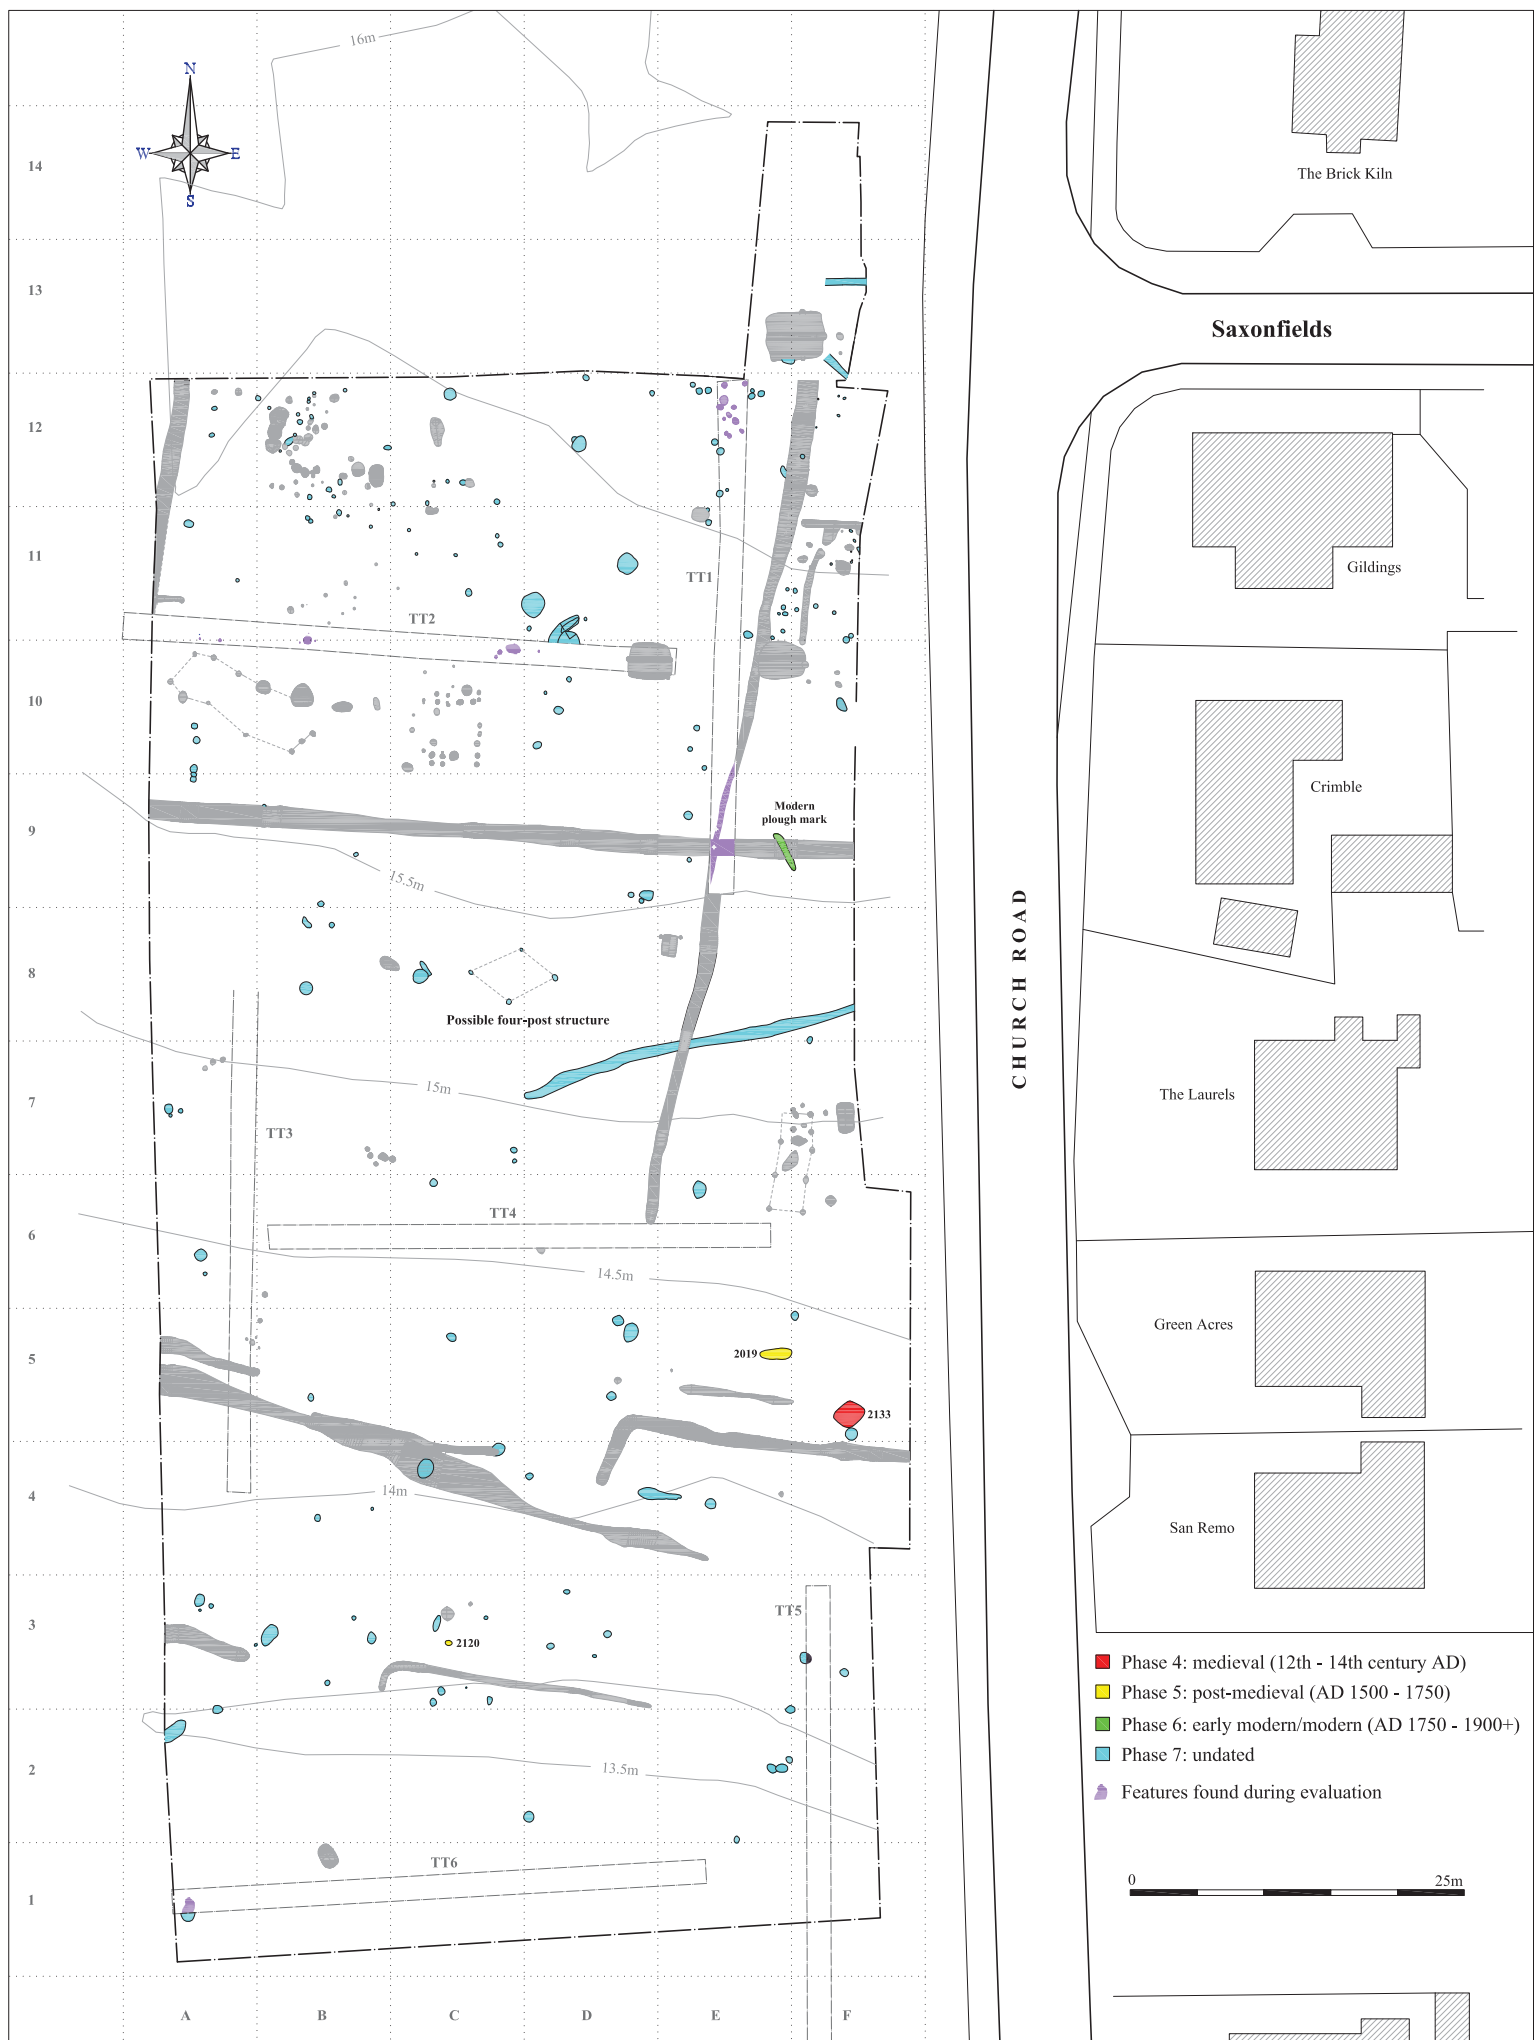 16m
N
W E
S
14
The Brick Kiln
13
Saxonfields
12
Gildings
11
TT1
TT2
10
Crimble
Modern
plough mark
9
15.5m
CHURCH ROAD
8
Possible four-post structure
15m
7
The Laurels
TT3
TT4
6
14.5m
5
2019
Green Acres
2133
4
14m
San Remo
3
TT5
2120
Phase 4: medieval (12th - 14th century AD)
Phase 5: post-medieval (AD 1500 - 1750)
Phase 6: early modern/modern (AD 1750 - 1900+)
Phase 7: undated
Features found during evaluation
2
13.5m
TT6
1
0 25m
A B C D E F